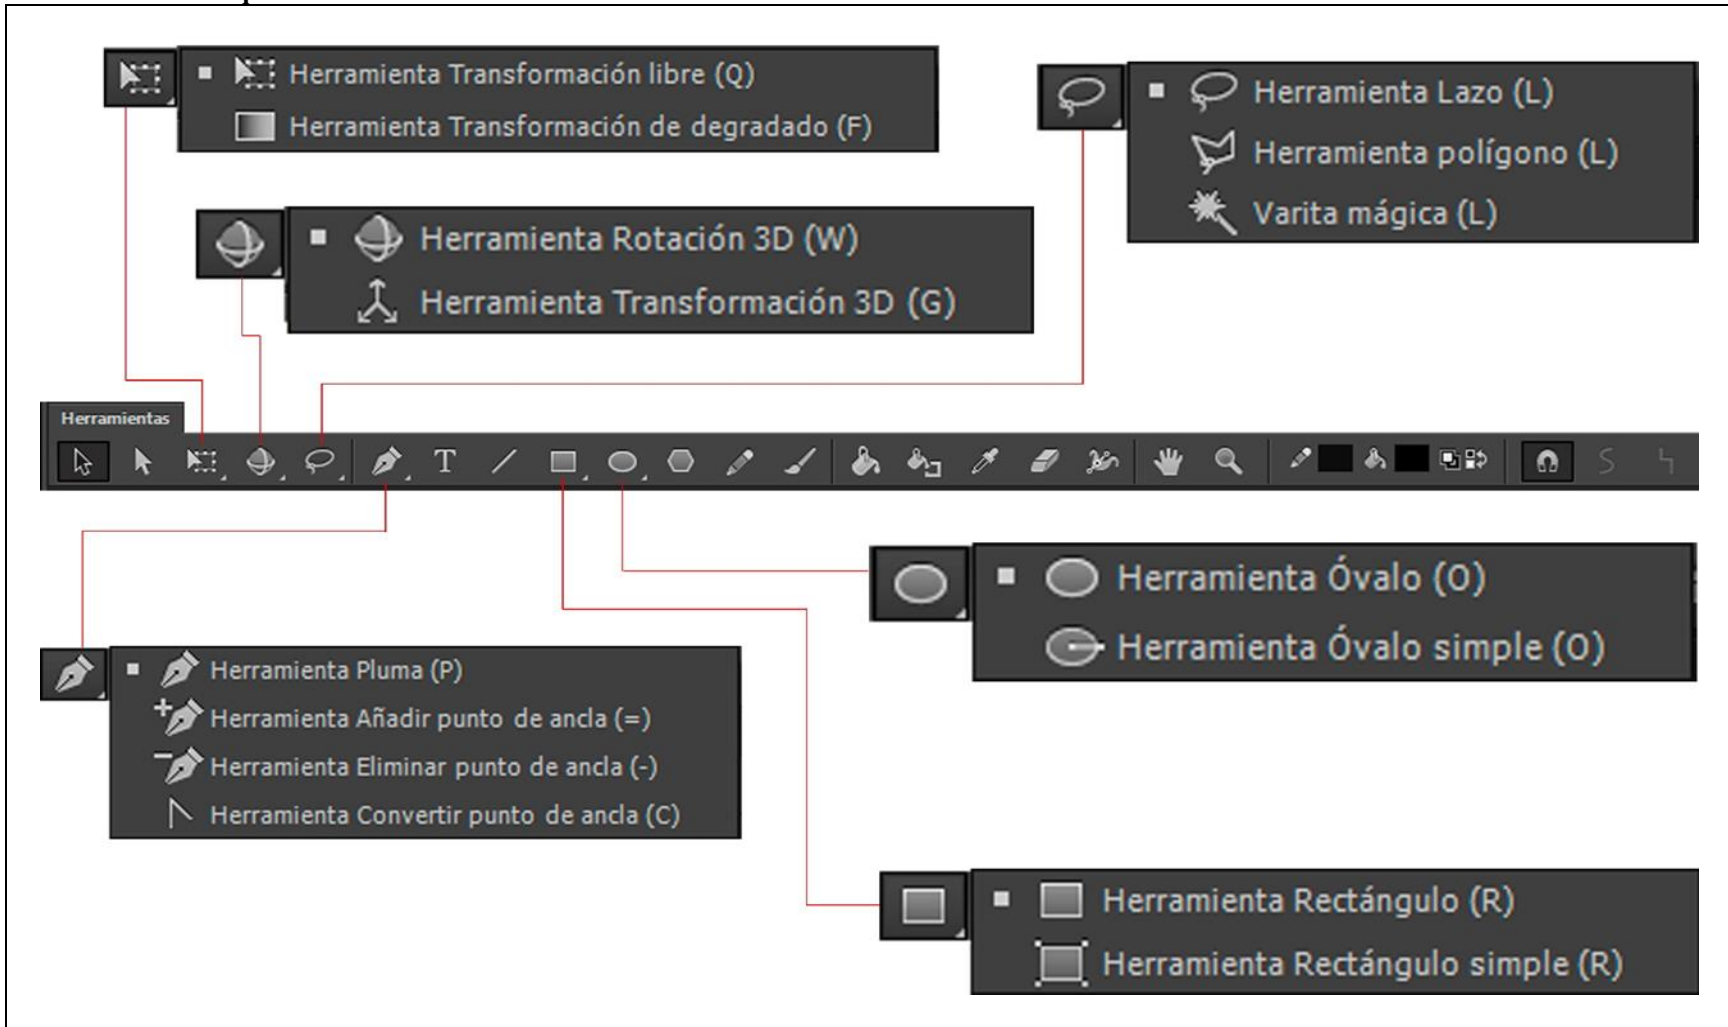 Herramienta Transformación libre (Q)
Herramienta Transformación de degradado (F)
Herramienta Lazo (L)
Herramienta polígono (L)
Varita mágica (L)
Herramienta Rotación 3D (W)
Herramienta Transformación 3D (G)
Herramientas
T
Herramienta Óvalo (O)
Herramienta Óvalo simple (O)
Herramienta Pluma (P)
Herramienta Añadir punto de ancla (=)
Herramienta Eliminar punto de ancla (-)
Herramienta Convertir punto de ancla (C)
Herramienta Rectángulo (R)
Herramienta Rectángulo simple (R)